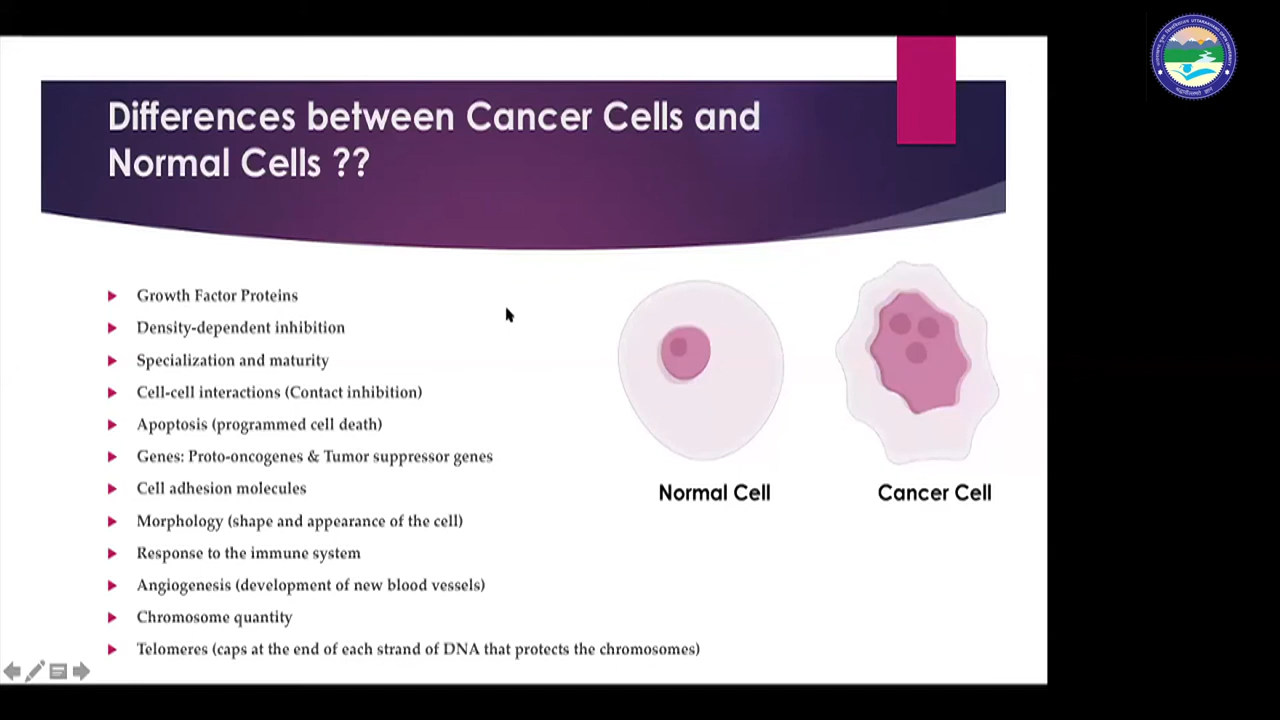 Differences between Cancer Cells and
Normal Cells ??
Growth Factor Proteins
Density-dependent inhibition
Specialization and maturity
Cell-cell interactions (Contact inhibition)
Apoptosis (programmed cell death)
Genes: Proto-oncogenes & Tumor suppressor genes
Cell adhesion molecules
Morphology (shape and appearance of the cell)
Response to the immune system
Angiogenesis (development of new blood vessels)
Chromosome quantity
Telomeres (caps at the end of each strand of DNA that protects the chromosomes)
Normal Cell
Cancer Cell